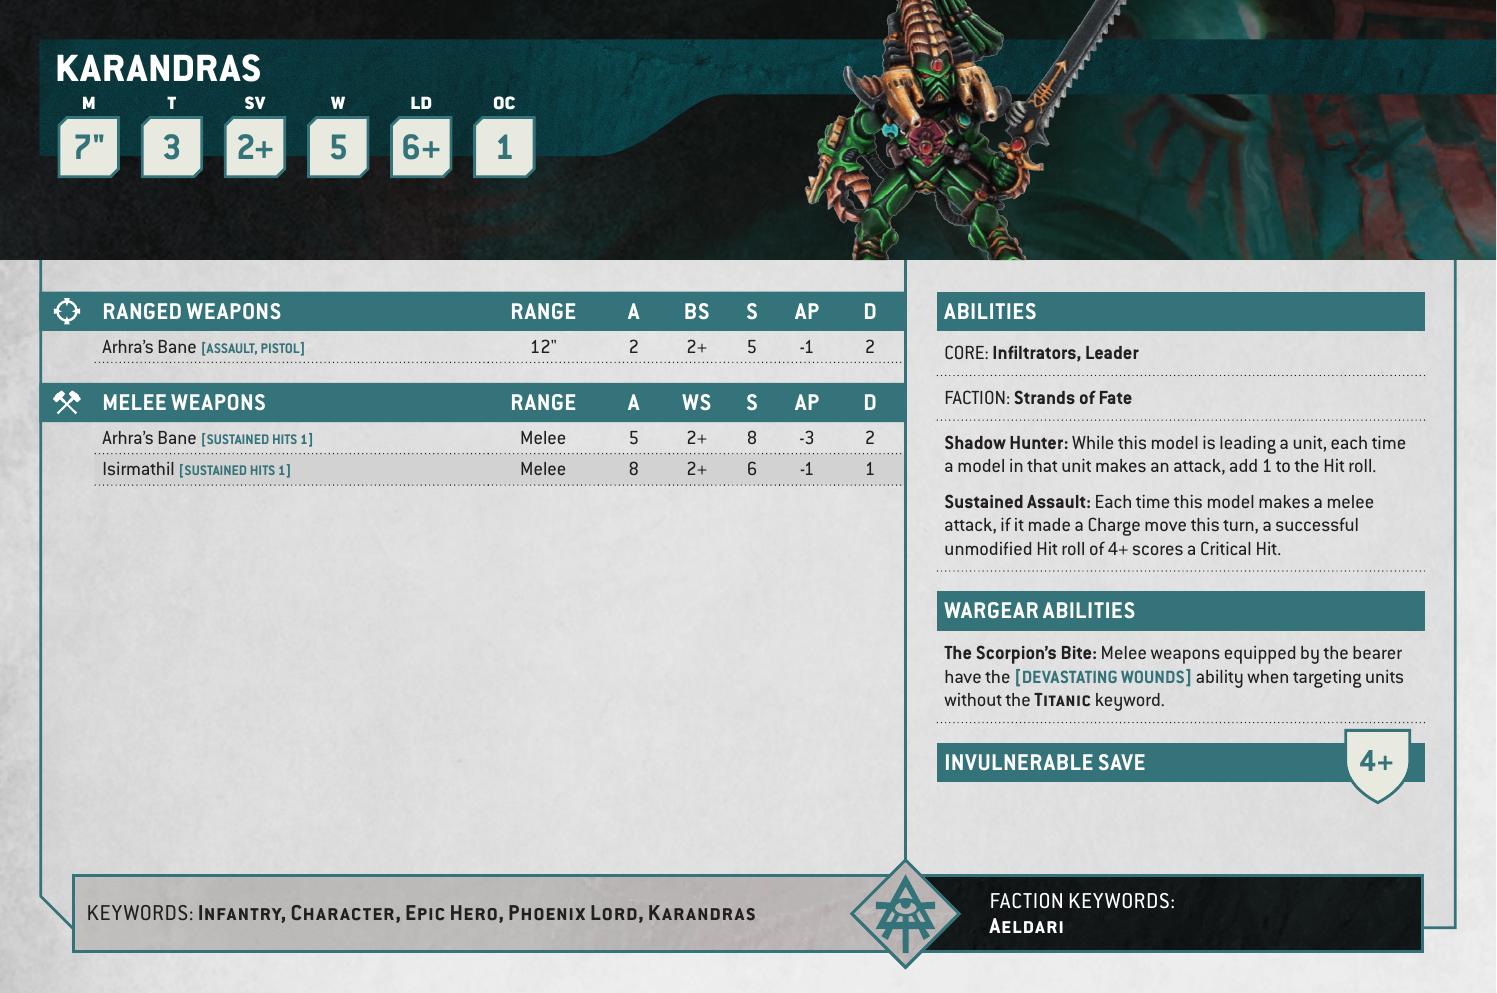 KARANDRAS
M T SV W LD OC
7" 3 2+ 5 6+ 1
RANGED WEAPONS RANGE A BS S AP D
Arhra's Bane [ASSAULT, PISTOL] 12" 2 2+ 5 -1 2
MELEE WEAPONS RANGE A WS S AP D
Arhra's Bane [SUSTAINED HITS 1] Melee 5 2+ 8 -3 2
Isirmathil [SUSTAINED HITS 1] Melee 8 2+ 6 -1 1
ABILITIES
CORE: Infiltrators, Leader
FACTION: Strands of Fate
Shadow Hunter: While this model is leading a unit, each time
a model in that unit makes an attack, add 1 to the Hit roll.
Sustained Assault: Each time this model makes a melee
attack, if it made a Charge move this turn, a successful
unmodified Hit roll of 4+ scores a Critical Hit.
WARGEAR ABILITIES
The Scorpion's Bite: Melee weapons equipped by the bearer
have the [DEVASTATING WOUNDS] ability when targeting units
without the TITANIC keyword.
INVULNERABLE SAVE 4+
KEYWORDS: INFANTRY, CHARACTER, EPIC HERO, PHOENIX LORD, KARANDRAS
FACTION KEYWORDS:
AELDARI